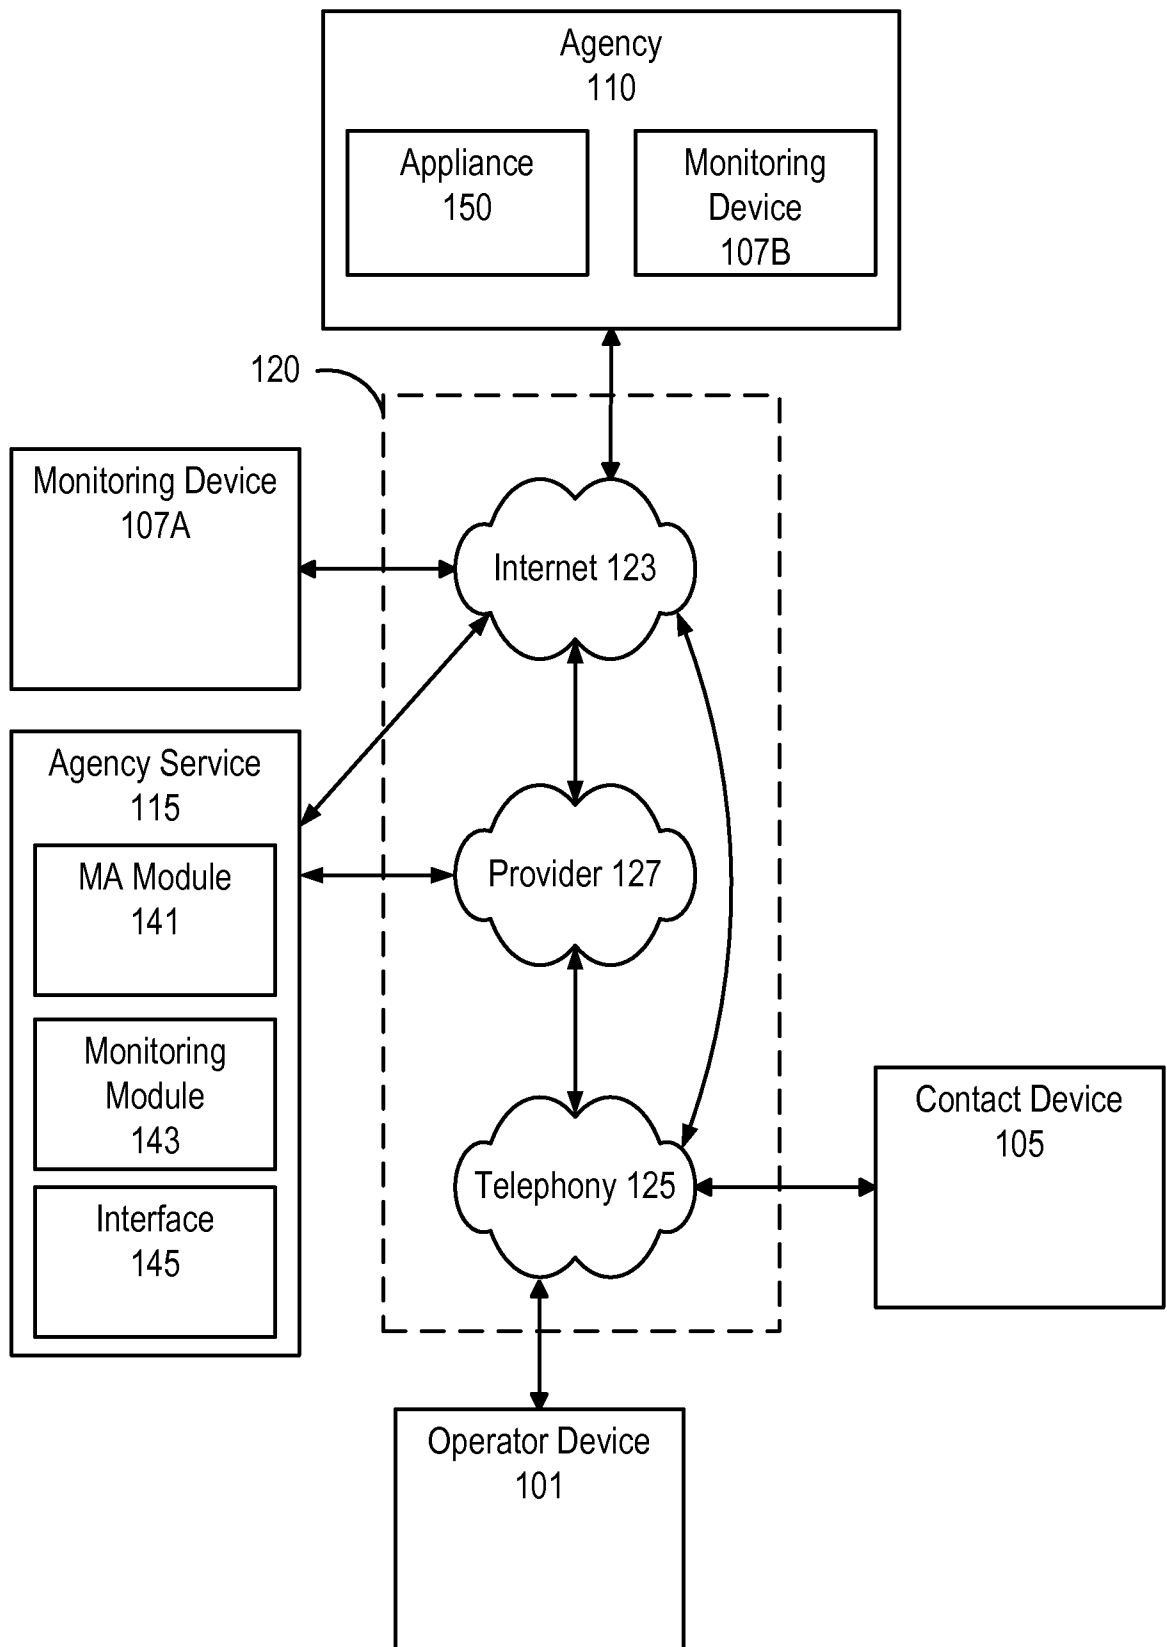 Agency
110
Appliance
150
Monitoring
Device
107B
120
Monitoring Device
107A
Internet 123
Agency Service
115
MA Module
141
Provider 127
Monitoring
Module
143
Contact Device
105
Telephony 125
Interface
145
Operator Device
101